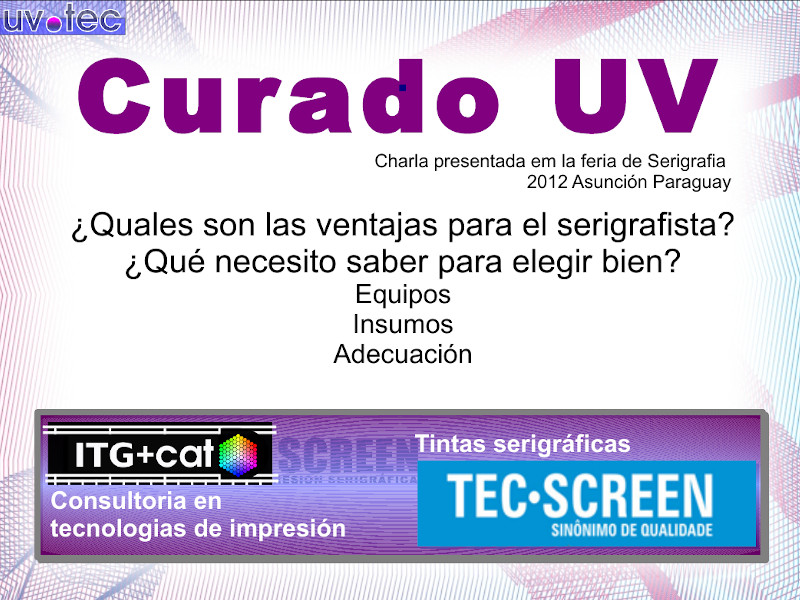 uv•tec
Curado UV
Charla presentada em la feria de Serigrafia
2012 Asunción Paraguay
¿Quales son las ventajas para el serigrafista?
¿Qué necesito saber para elegir bien?
Equipos
Insumos
Adecuación
ITG+cat
SCREEN
ESION SERIGRÁFICA
Consultoria en
tecnologias de impresión
Tintas serigráficas
TEC•SCREEN
SINÔNIMO DE QUALIDADE